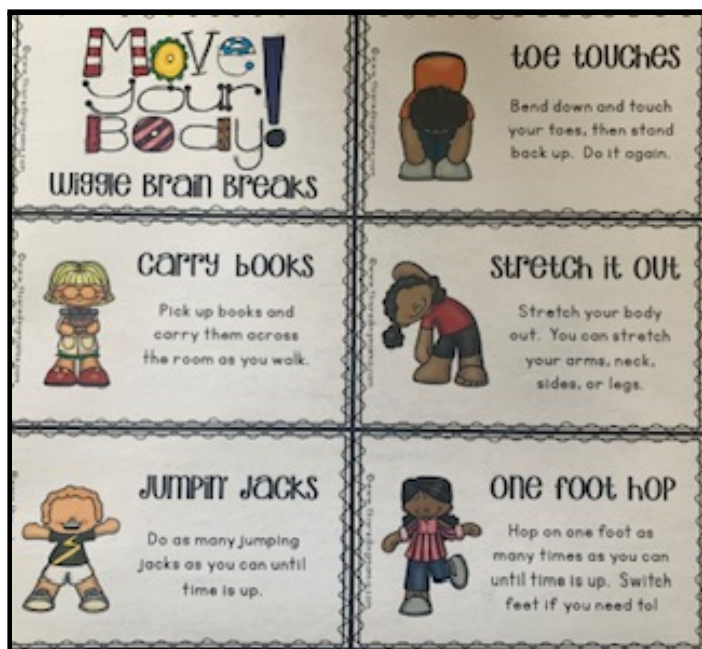 Move
your
Body!
Wiggle Brain Breaks
toe touches
Bend down and touch
your toes, then stand
back up. Do it again.
carry books
Pick up books and
carry them across
the room as you walk.
stretch it out
Stretch your body
out. You can stretch
your arms, neck,
sides, or legs.
Jumpin' Jacks
Do as many jumping
jacks as you can until
time is up.
one foot hop
Hop on one foot as
many times as you can
until time is up. Switch
feet if you need to!